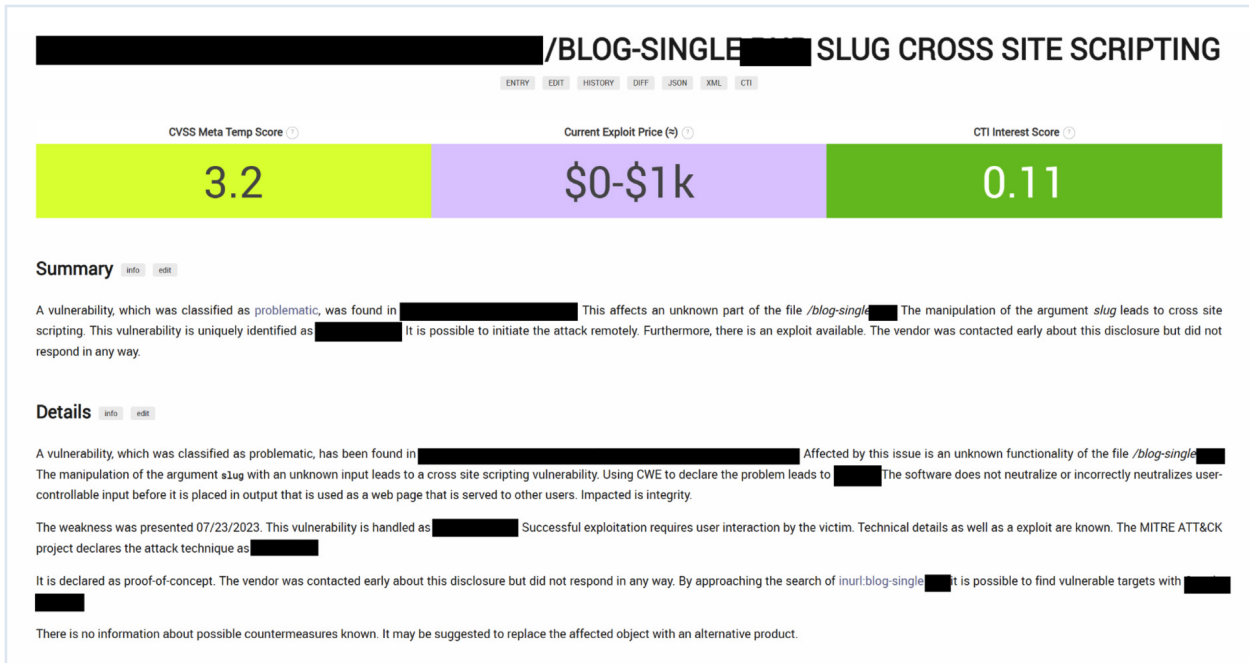 /BLOG-SINGLE SLUG CROSS SITE SCRIPTING
ENTRY EDIT HISTORY DIFF JSON XML CTI
CVSS Meta Temp Score ? Current Exploit Price (≈) ? CTI Interest Score ?
3.2 $0-$1k 0.11
Summary info edit
A vulnerability, which was classified as problematic, was found in This affects an unknown part of the file /blog-single The manipulation of the argument slug leads to cross site
scripting. This vulnerability is uniquely identified as It is possible to initiate the attack remotely. Furthermore, there is an exploit available. The vendor was contacted early about this disclosure but did not
respond in any way.
Details info edit
A vulnerability, which was classified as problematic, has been found in Affected by this issue is an unknown functionality of the file /blog-single
The manipulation of the argument slug with an unknown input leads to a cross site scripting vulnerability. Using CWE to declare the problem leads to The software does not neutralize or incorrectly neutralizes user-
controllable input before it is placed in output that is used as a web page that is served to other users. Impacted is integrity.
The weakness was presented 07/23/2023. This vulnerability is handled as Successful exploitation requires user interaction by the victim. Technical details as well as a exploit are known. The MITRE ATT&CK
project declares the attack technique as
It is declared as proof-of-concept. The vendor was contacted early about this disclosure but did not respond in any way. By approaching the search of inurl:blog-single it is possible to find vulnerable targets with
There is no information about possible countermeasures known. It may be suggested to replace the affected object with an alternative product.